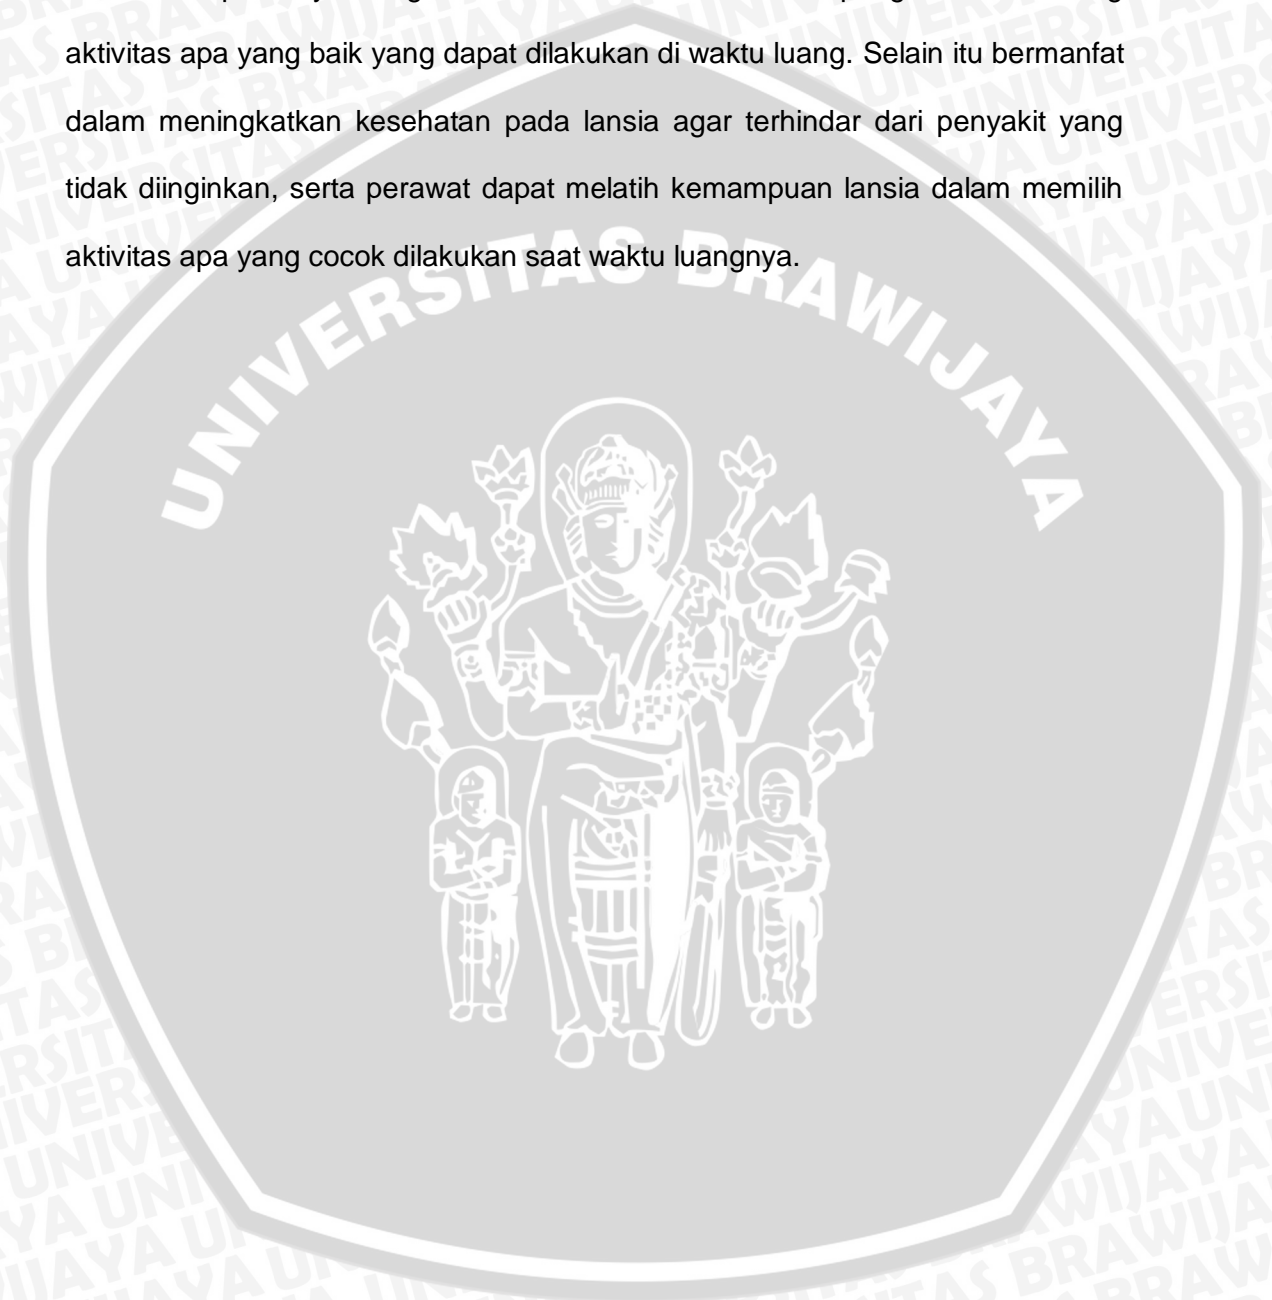 aktivitas apa yang baik yang dapat dilakukan di waktu luang. Selain itu bermanfat
dalam meningkatkan kesehatan pada lansia agar terhindar dari penyakit yang
tidak diinginkan, serta perawat dapat melatih kemampuan lansia dalam memilih
aktivitas apa yang cocok dilakukan saat waktu luangnya.
UNIVERSITAS BRAWIJAYA